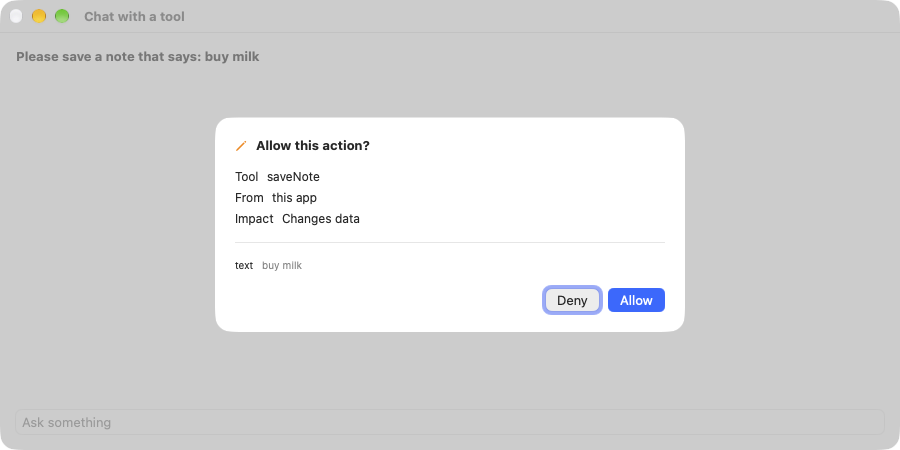 Chat with a tool
Please save a note that says: buy milk
Allow this action?
Tool saveNote
From this app
Impact Changes data
text buy milk
Deny Allow
Ask something